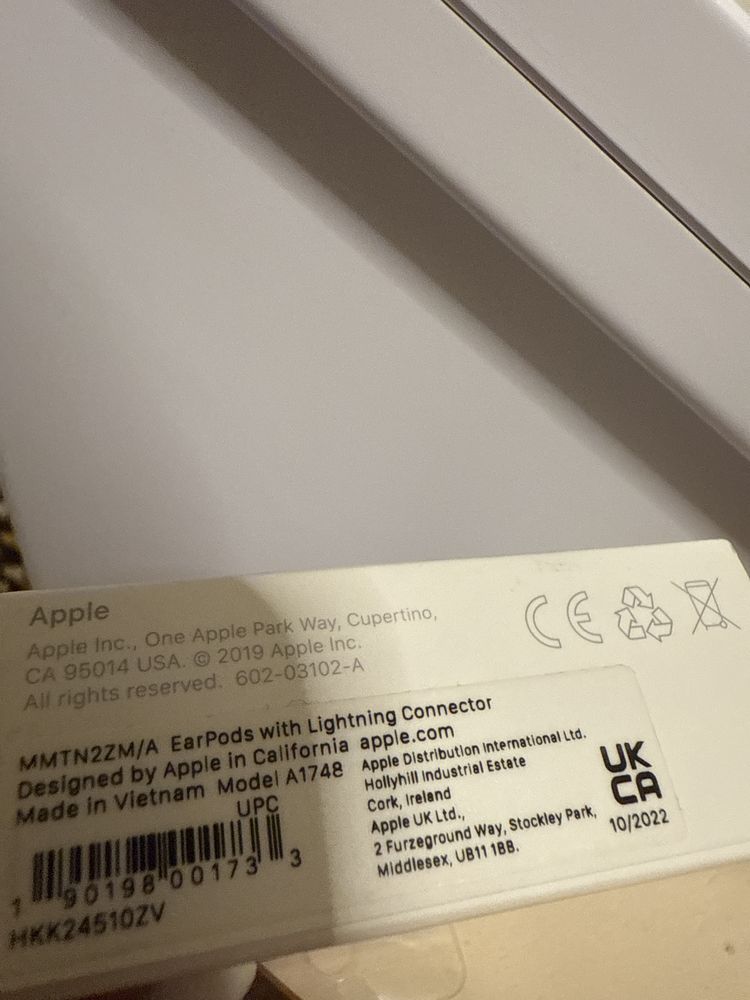 Apple
Apple Inc., One Apple Park Way, Cupertino,
CA 95014 USA. © 2019 Apple Inc.
All rights reserved. 602-03102-A
CE
MMTN2ZM/A EarPods with Lightning Connector
Designed by Apple in California apple.com
Made in Vietnam Model A1748
UPC
1 90198 00173 3
HKK24510ZV
Apple Distribution International Ltd.
Hollyhill Industrial Estate
Cork, Ireland
Apple UK Ltd.,
2 Furzeground Way, Stockley Park,
Middlesex, UB11 1BB.
UK
CA
10/2022